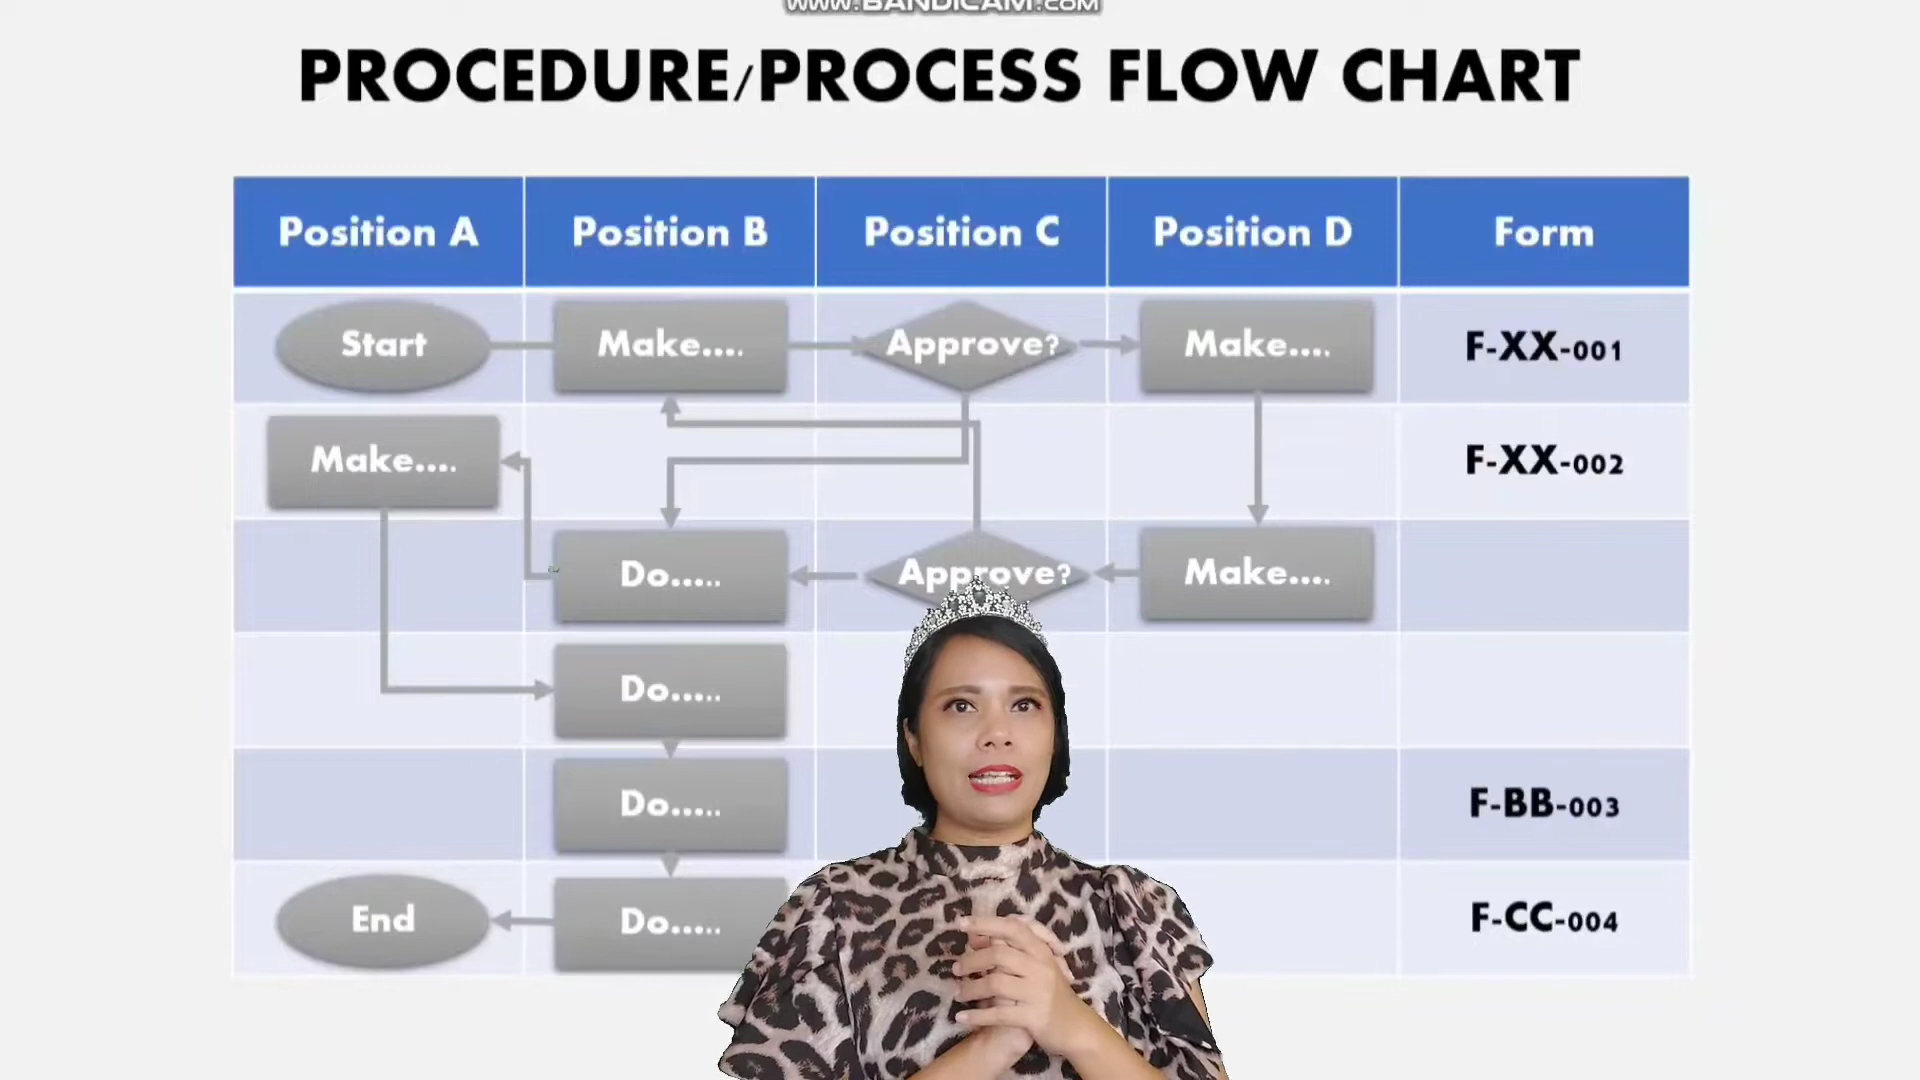 www.BANDICAM.com
PROCEDURE/PROCESS FLOW CHART
Position A Position B Position C Position D Form
Start Make.... Approve? Make.... F-XX-001
Make.... F-XX-002
Do..... Approve? Make....
Do.....
Do..... F-BB-003
End Do..... F-CC-004